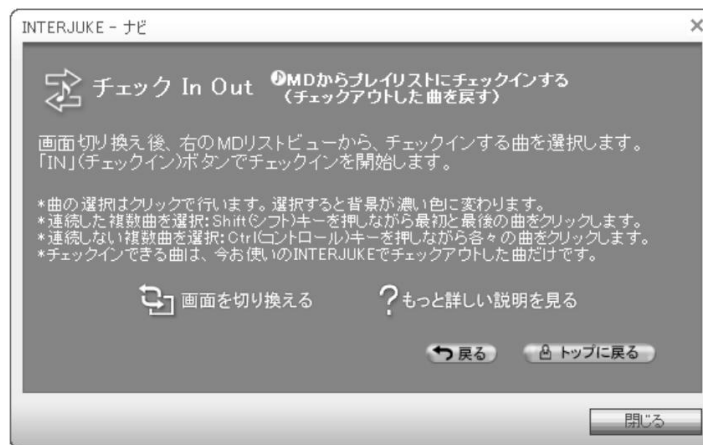 INTERJUKE - ナビ
チェック In Out
MDからプレイリストにチェックインする
(チェックアウトした曲を戻す)
画面切り換え後、右のMDリストビューから、チェックインする曲を選択します。
「IN」(チェックイン)ボタンでチェックインを開始します。
*曲の選択はクリックで行います。選択すると背景が濃い色に変わります。
*連続した複数曲を選択:Shift(シフト)キーを押しながら最初と最後の曲をクリックします。
*連続しない複数曲を選択:Ctrl(コントロール)キーを押しながら各々の曲をクリックします。
*チェックインできる曲は、今お使いのINTERJUKEでチェックアウトした曲だけです。
画面を切り換える
?もっと詳しい説明を見る
戻る
トップに戻る
閉じる